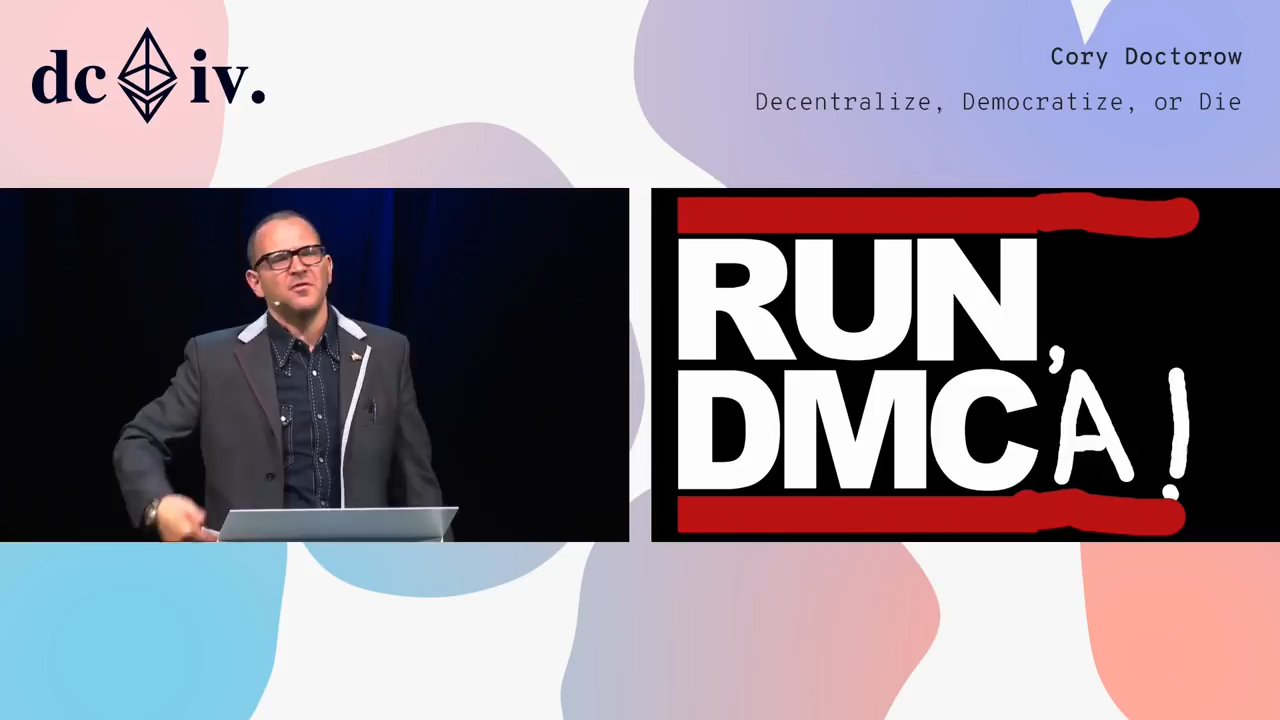 dc iv.
Cory Doctorow
Decentralize, Democratize, or Die
RUN,
DMCA!